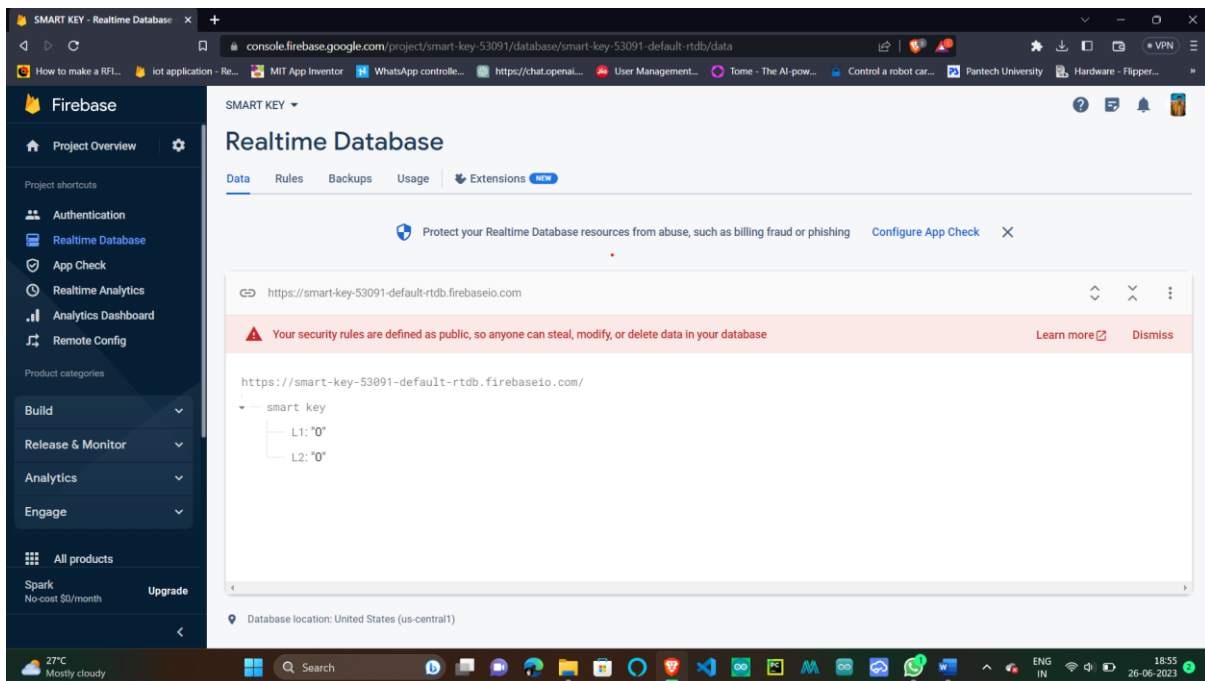 SMART KEY - Realtime Database
console.firebase.google.com/project/smart-key-53091/database/smart-key-53091-default-rtdb/data
VPN
How to make a RFI...
iot application - Re...
MIT App Inventor
WhatsApp controlle...
https://chat.openai....
User Management...
Tome - The AI-pow...
Control a robot car...
Pantech University
Hardware - Flipper...
Firebase
Project Overview
Project shortcuts
Authentication
Realtime Database
App Check
Realtime Analytics
Analytics Dashboard
Remote Config
Product categories
Build
Release & Monitor
Analytics
Engage
All products
Spark
No-cost $0/month
Upgrade
SMART KEY
Realtime Database
Data Rules Backups Usage Extensions NEW
Protect your Realtime Database resources from abuse, such as billing fraud or phishing Configure App Check
https://smart-key-53091-default-rtdb.firebaseio.com
Your security rules are defined as public, so anyone can steal, modify, or delete data in your database Learn more Dismiss
https://smart-key-53091-default-rtdb.firebaseio.com/
smart key
L1: "0"
L2: "0"
Database location: United States (us-central1)
27°C
Mostly cloudy
Search
ENG
IN
18:55
26-06-2023
2